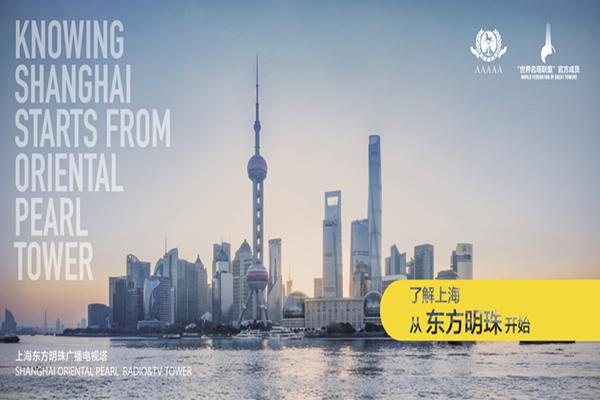 KNOWING
SHANGHAI
STARTS FROM
ORIENTAL
PEARL
TOWER
AAAAA
“世界名塔联盟”官方成员
WORLD FEDERATION OF GREAT TOWERS
了解上海
从 东方明珠 开始
上海东方明珠广播电视塔
SHANGHAI ORIENTAL PEARL RADIO&TV TOWER